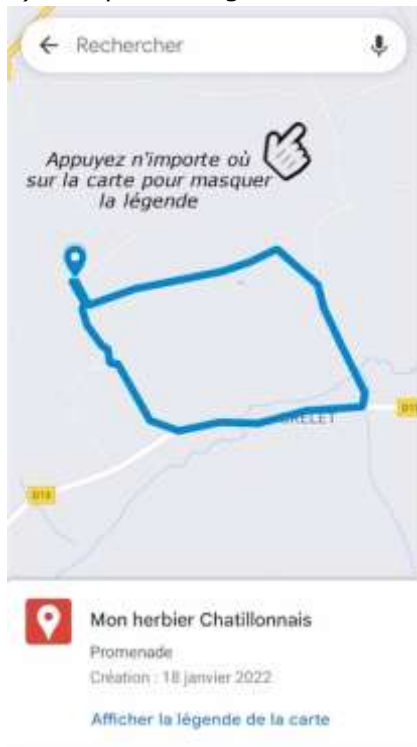 Rechercher
Appuyez n'importe où
sur la carte pour masquer
la légende
D19
Mon herbier Chatillonnais
Promenade
Création : 18 janvier 2022
Afficher la légende de la carte